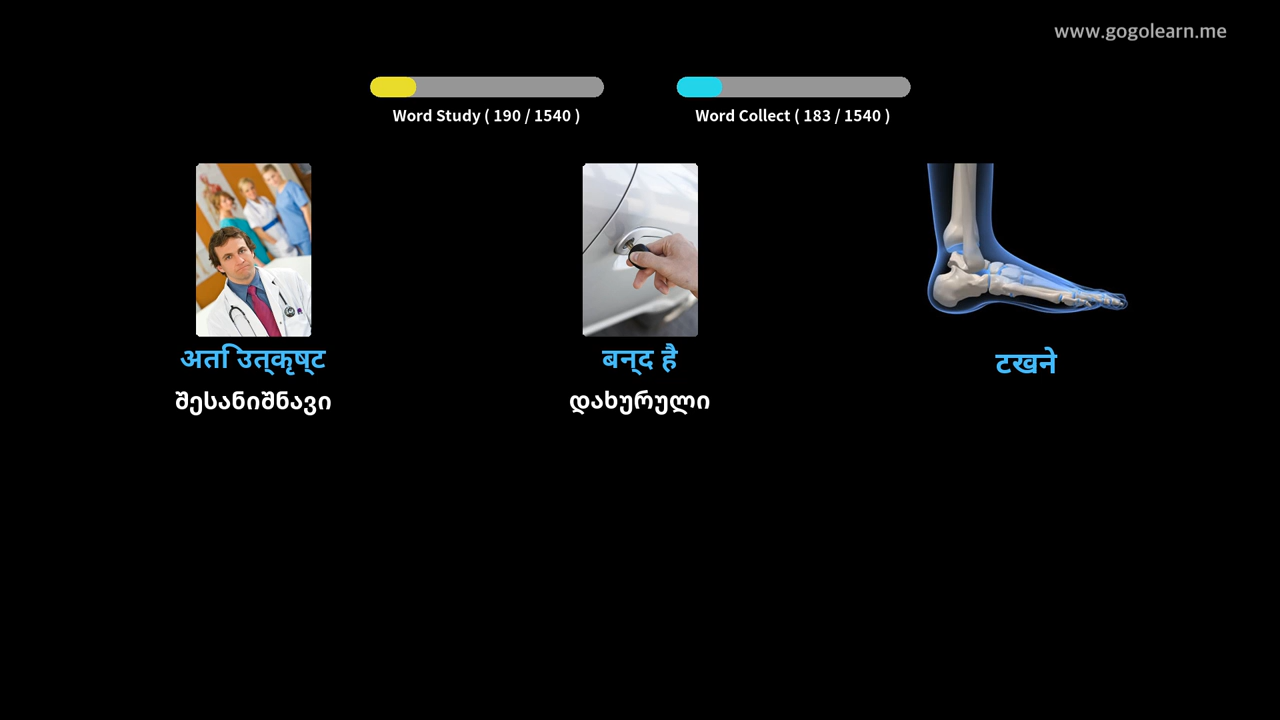 www.gogolearn.me
Word Study ( 190 / 1540 )
Word Collect ( 183 / 1540 )
अति उत्कृष्ट
बन्द है
टखने
შესანიშნავი
დახურული